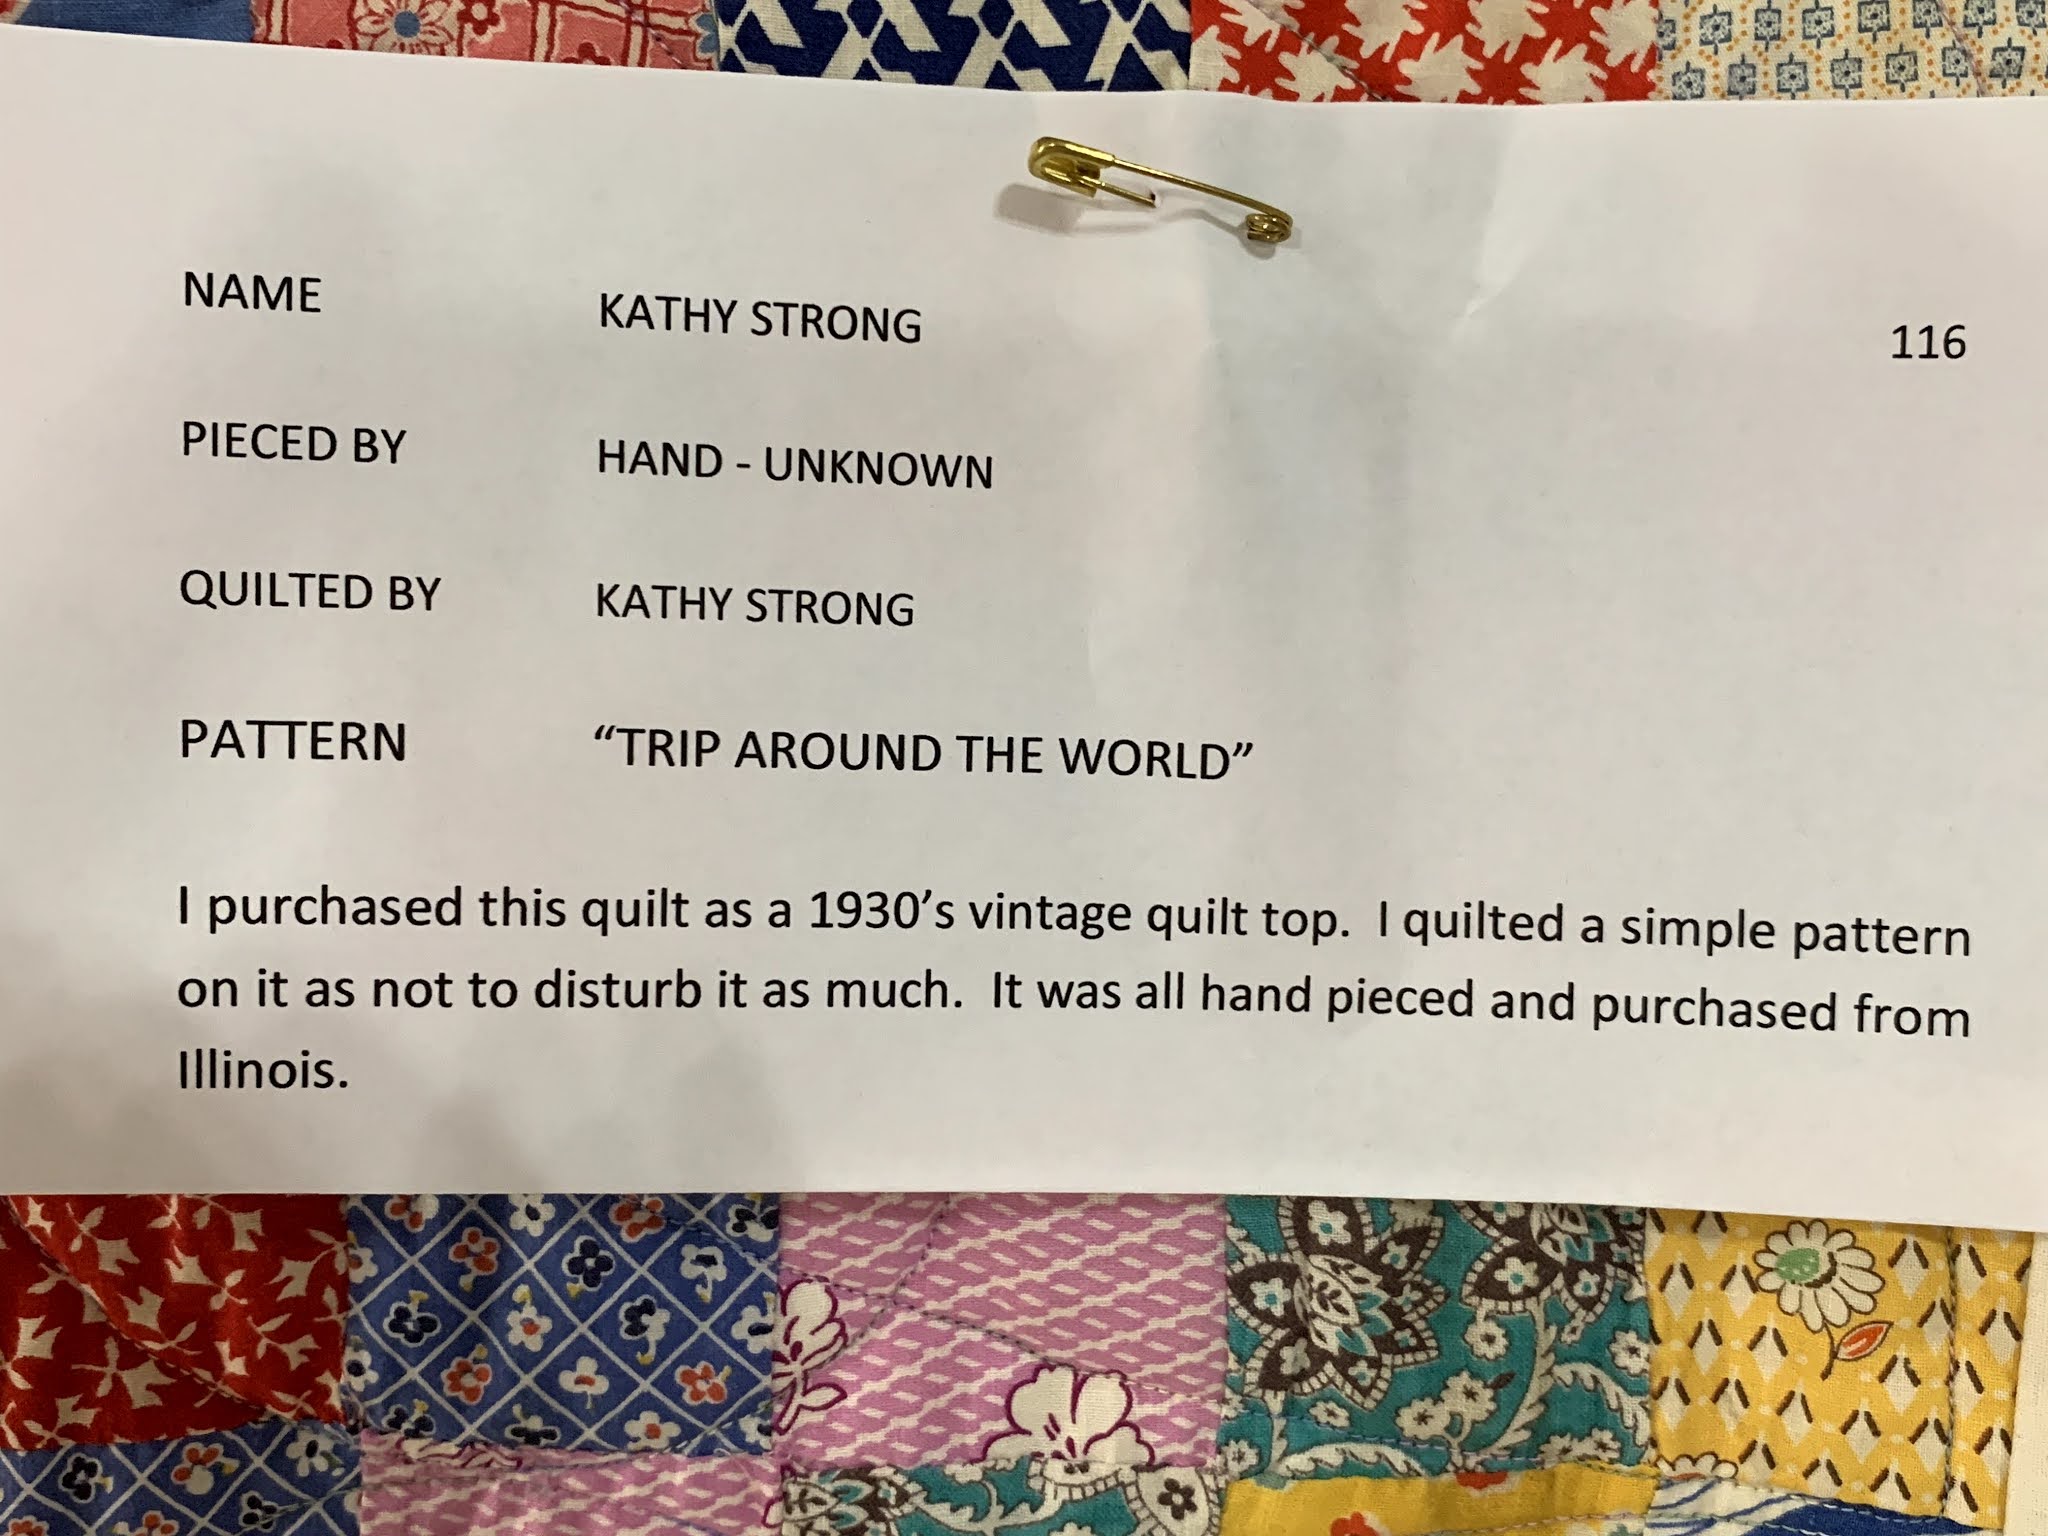 NAME KATHY STRONG 116
PIECED BY HAND - UNKNOWN
QUILTED BY KATHY STRONG
PATTERN “TRIP AROUND THE WORLD”
I purchased this quilt as a 1930’s vintage quilt top. I quilted a simple pattern
on it as not to disturb it as much. It was all hand pieced and purchased from
Illinois.